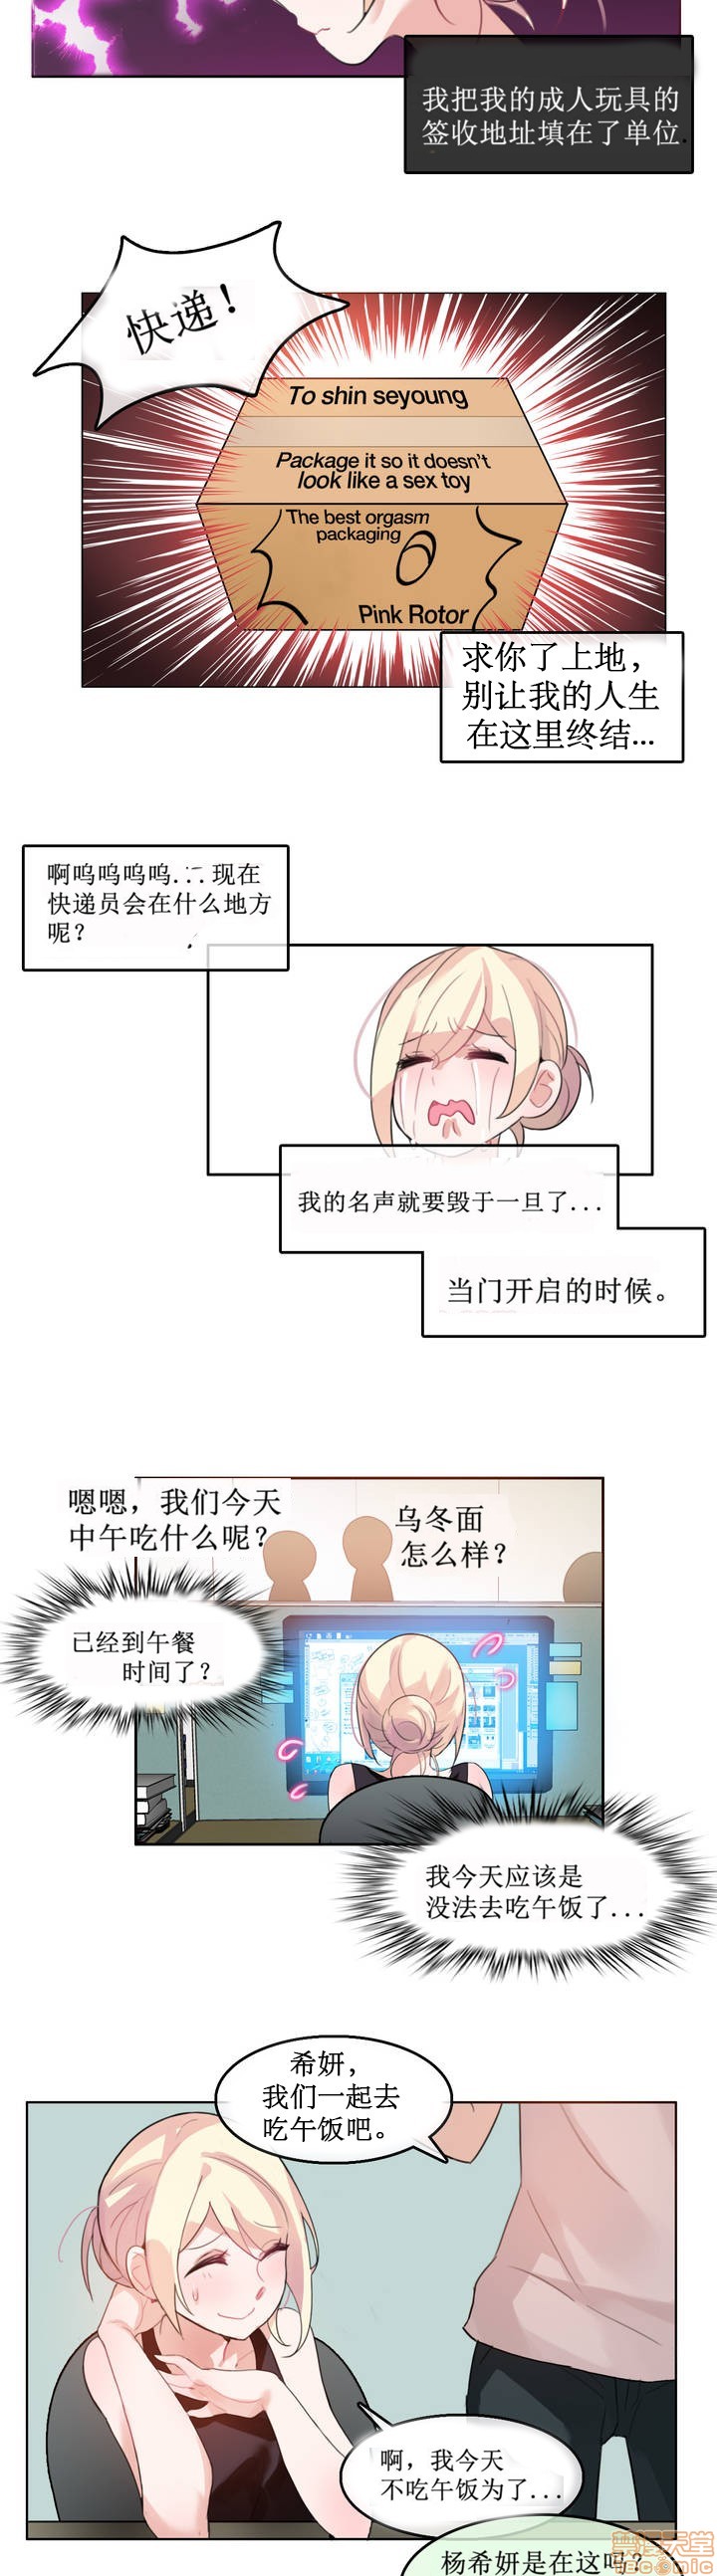 我把我的成人玩具的
签收地址填在了单位.
快递！
To shin seyoung
Package it so it doesn't
look like a sex toy
The best orgasm
packaging
Pink Rotor
求你了上地，
别让我的人生
在这里终结...
啊呜呜呜呜...现在
快递员会在什么地方
呢？
我的名声就要毁于一旦了...
当门开启的时候。
嗯嗯，我们今天
中午吃什么呢？
乌冬面
怎么样？
已经到午餐
时间了？
我今天应该是
没法去吃午饭了...
希妍，
我们一起去
吃午饭吧。
啊，我今天
不吃午饭为了...
杨希妍是在这吗？